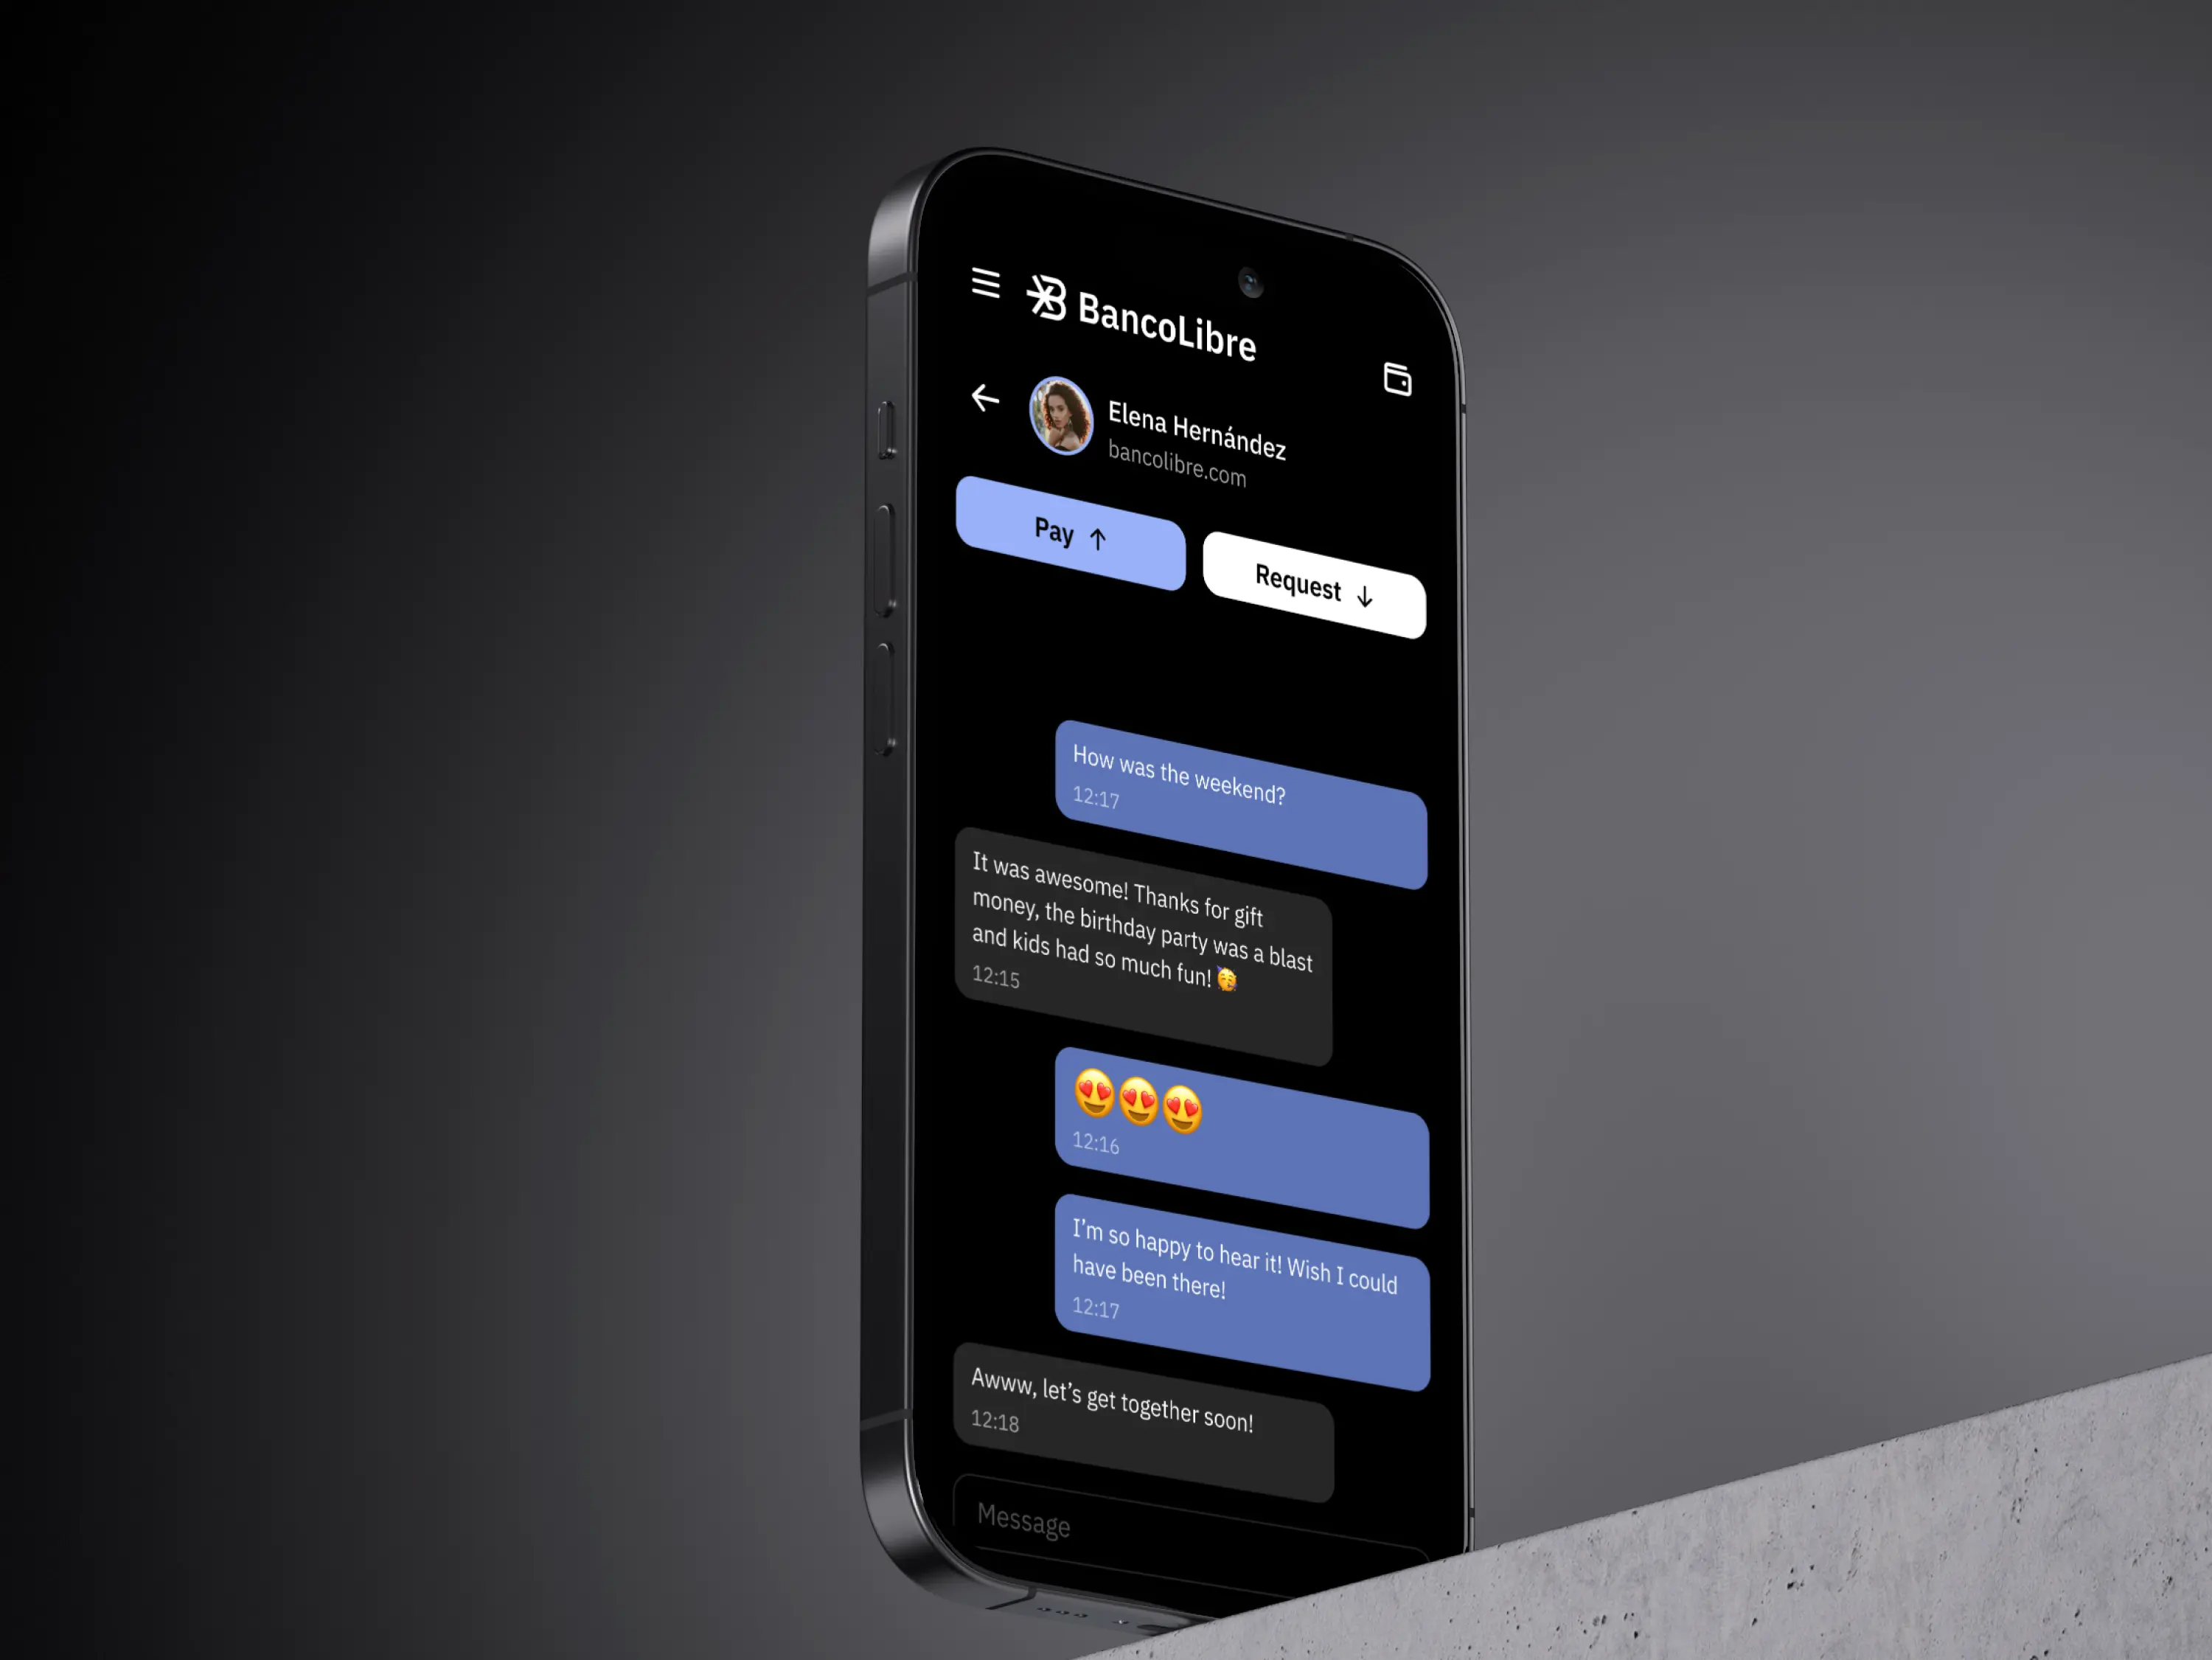 BancoLibre
Elena Hernández
bancolibre.com
Pay ↑
Request ↓
How was the weekend?
12:17
It was awesome! Thanks for gift
money, the birthday party was a blast
and kids had so much fun! 🥳
12:15
😍😍😍
12:16
I’m so happy to hear it! Wish I could
have been there!
12:17
Awww, let’s get together soon!
12:18
Message